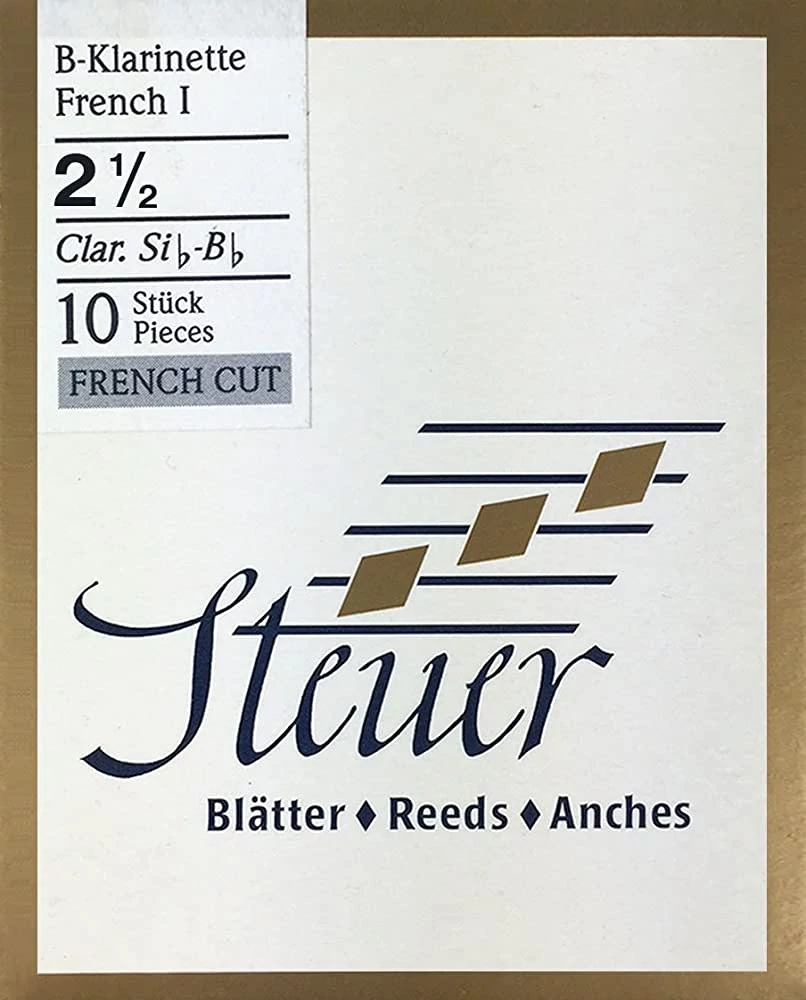 B-Klarinette
French I
2 1/2
Clar. Si♭-B♭
10 Stück
Pieces
FRENCH CUT
Steuer
Blätter ♦ Reeds ♦ Anches